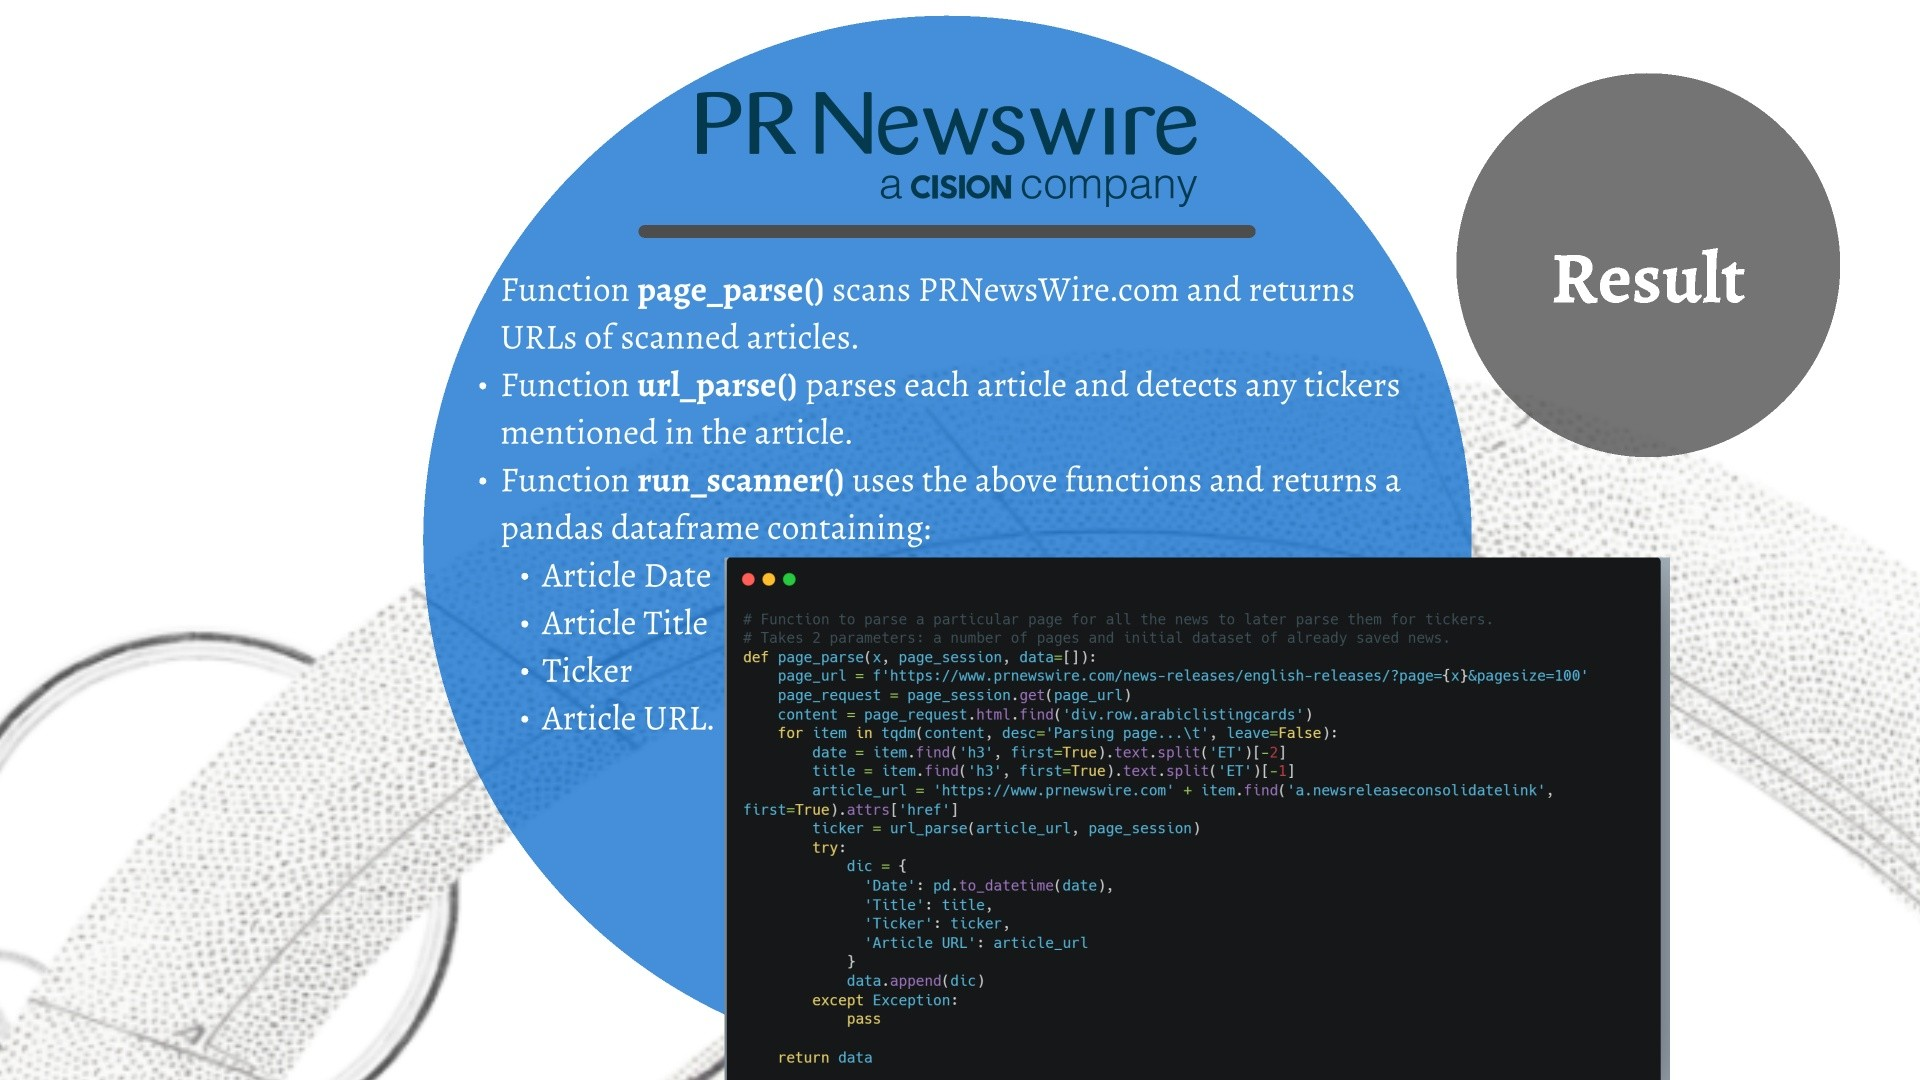 PR Newswire
a CISION company
Function page_parse() scans PRNewsWire.com and returns
URLs of scanned articles.
• Function url_parse() parses each article and detects any tickers
mentioned in the article.
• Function run_scanner() uses the above functions and returns a
pandas dataframe containing:
• Article Date
• Article Title
• Ticker
• Article URL.
Result
# Function to parse a particular page for all the news to later parse them for tickers.
# Takes 2 parameters: a number of pages and initial dataset of already saved news.
def page_parse(x, page_session, data=[]):
    page_url = f'https://www.prnewswire.com/news-releases/english-releases/?page={x}&pagesize=100'
    page_request = page_session.get(page_url)
    content = page_request.html.find('div.row.arabiclistingcards')
    for item in tqdm(content, desc='Parsing page...\t', leave=False):
        date = item.find('h3', first=True).text.split('ET')[-2]
        title = item.find('h3', first=True).text.split('ET')[-1]
        article_url = 'https://www.prnewswire.com' + item.find('a.newsreleaseconsolidatelink',
first=True).attrs['href']
        ticker = url_parse(article_url, page_session)
        try:
            dic = {
              'Date': pd.to_datetime(date),
              'Title': title,
              'Ticker': ticker,
              'Article URL': article_url
            }
            data.append(dic)
        except Exception:
            pass
    return data